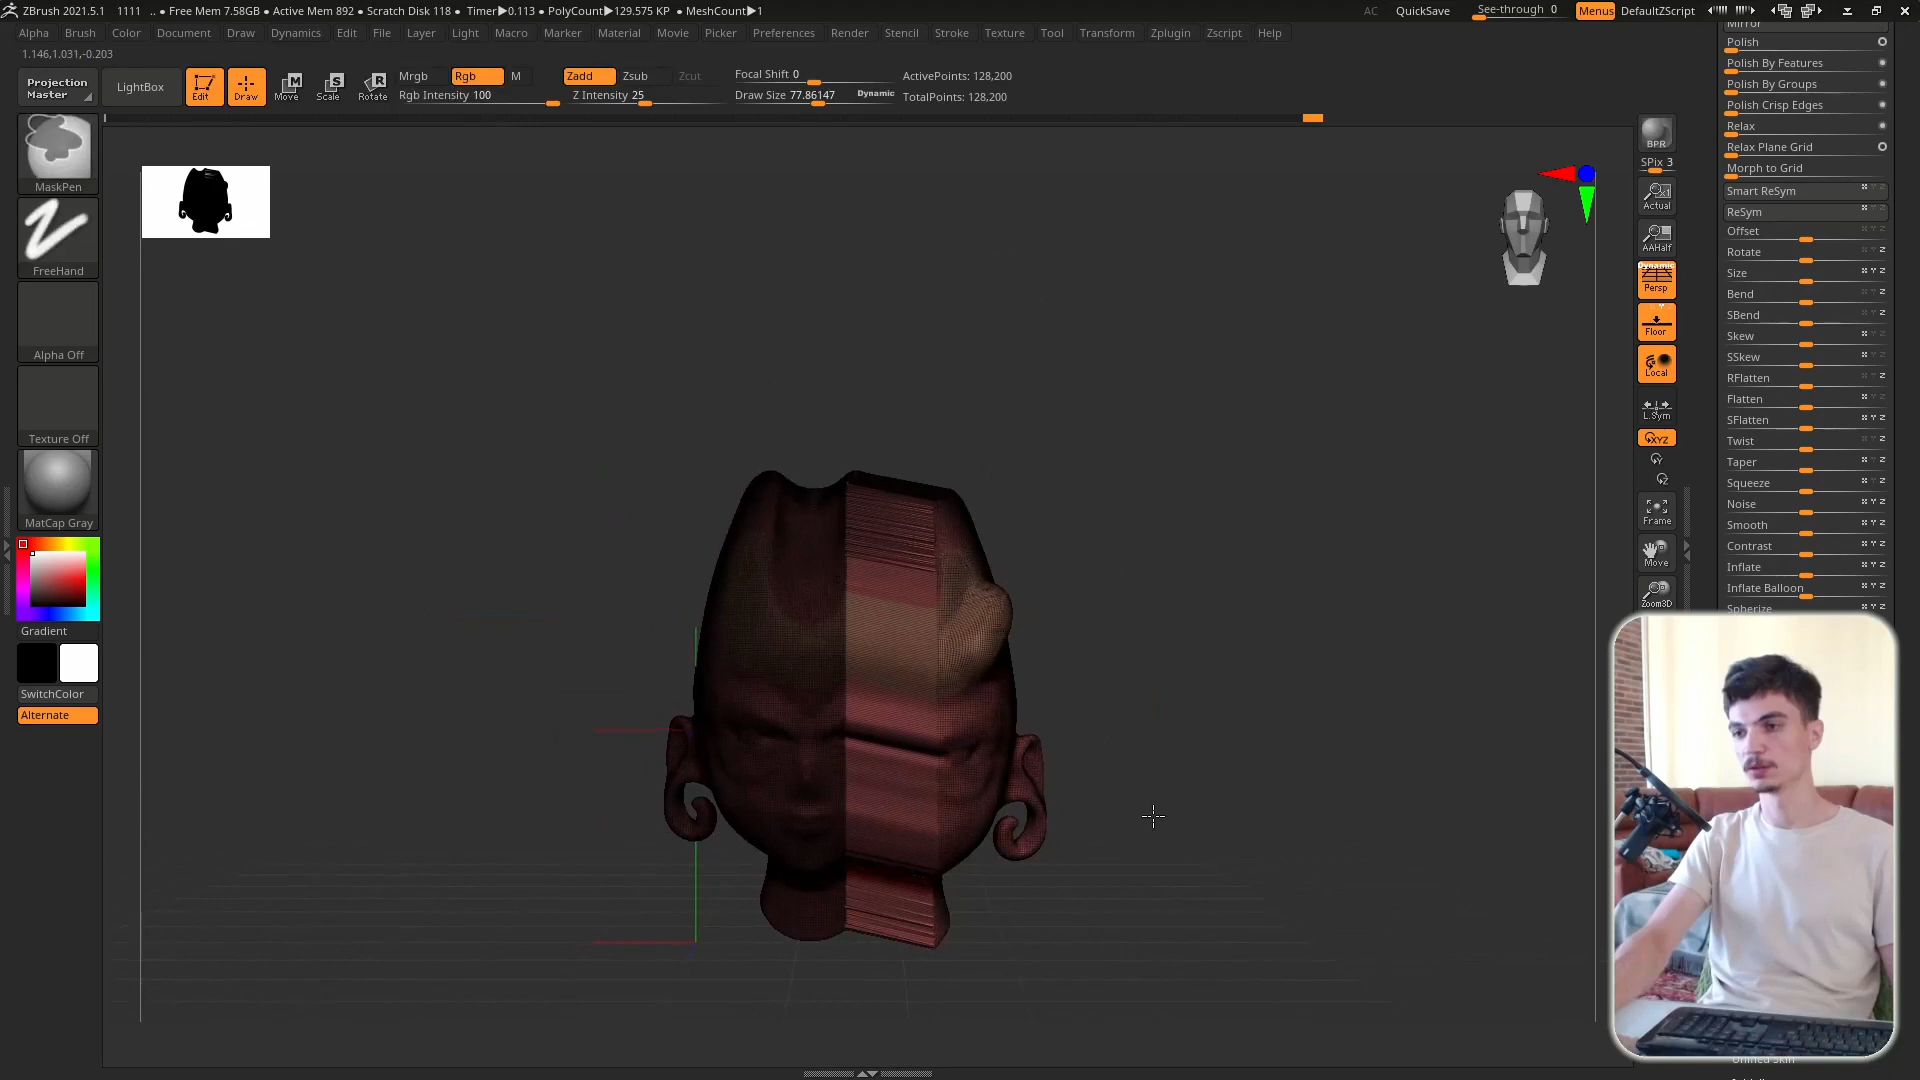 ZBrush 2021.5.1 1111 .. • Free Mem 7.58GB • Active Mem 892 • Scratch Disk 118 • Timer▶0.113 • PolyCount▶129.575 KP • MeshCount▶1
AC QuickSave See-through 0 Menus DefaultZScript
Alpha Brush Color Document Draw Dynamics Edit File Layer Light Macro Marker Material Movie Picker Preferences Render Stencil Stroke Texture Tool Transform Zplugin Zscript Help
1.146,1.031,-0.203
Projection Master
LightBox
Edit
Draw
Move
Scale
Rotate
Mrgb Rgb M
Rgb Intensity 100
Zadd Zsub Zcut
Z Intensity 25
Focal Shift 0
Draw Size 77.86147 Dynamic
ActivePoints: 128,200
TotalPoints: 128,200
MaskPen
FreeHand
Alpha Off
Texture Off
MatCap Gray
Gradient
SwitchColor
Alternate
BPR
SPix 3
Actual
AAHalf
Dynamic
Persp
Floor
Local
L.Sym
XYZ
Frame
Move
Zoom3D
Mirror
Polish
Polish By Features
Polish By Groups
Polish Crisp Edges
Relax
Relax Plane Grid
Morph to Grid
Smart ReSym
ReSym
Offset
Rotate
Size
Bend
SBend
Skew
SSkew
RFlatten
Flatten
SFlatten
Twist
Taper
Squeeze
Noise
Smooth
Contrast
Inflate
Inflate Balloon
Spherize
Unified Skin